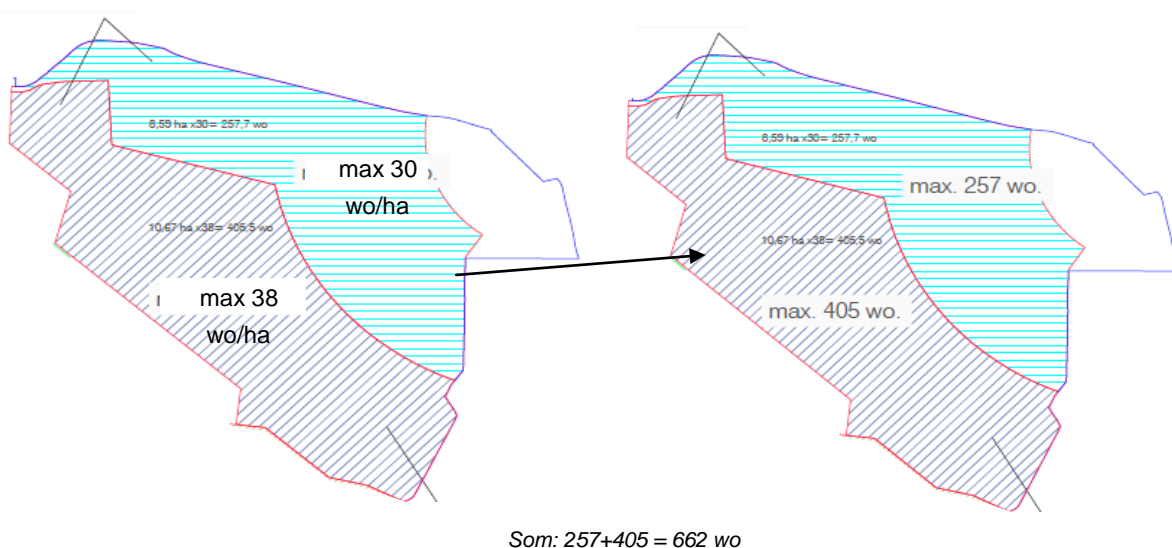 8,59 ha x30= 257,7 wo
max 30
wo.
wo/ha
10,67 ha x38= 405,5 wo
max 38
wo/ha
8,59 ha x30= 257,7 wo
max. 257 wo.
10,67 ha x38= 405,5 wo
max. 405 wo.
Som: 257+405 = 662 wo